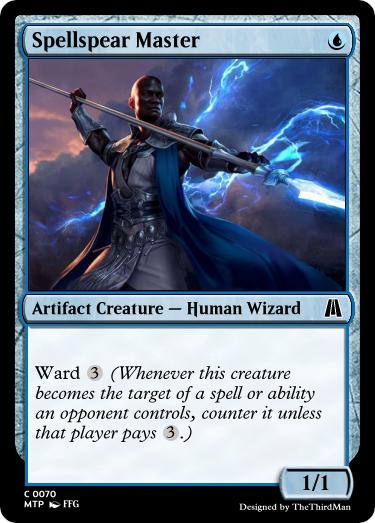 Spellspear Master
Artifact Creature — Human Wizard
Ward 3 (Whenever this creature
becomes the target of a spell or ability
an opponent controls, counter it unless
that player pays 3.)
1/1
C 0070
MTP FFG
Designed by TheThirdMan